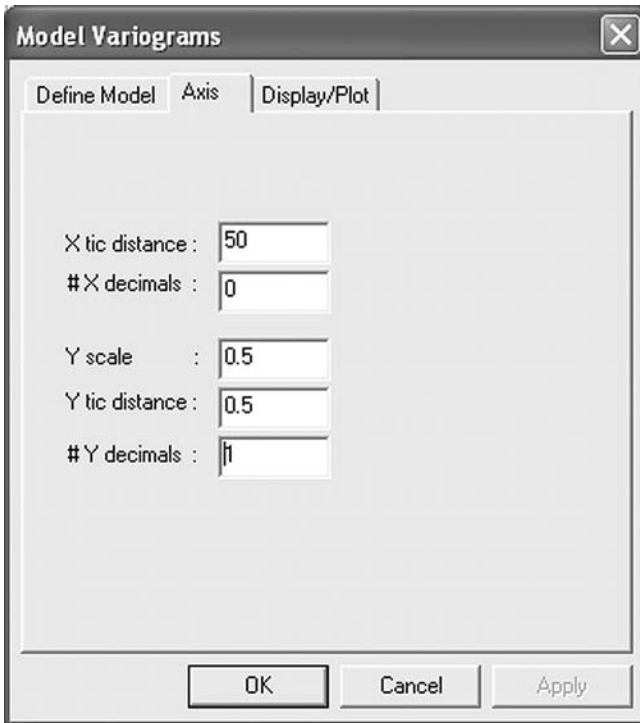 Model Variograms
Define Model Axis Display/Plot
X tic distance : 50
# X decimals : 0
Y scale : 0.5
Y tic distance : 0.5
# Y decimals : 1
OK Cancel Apply